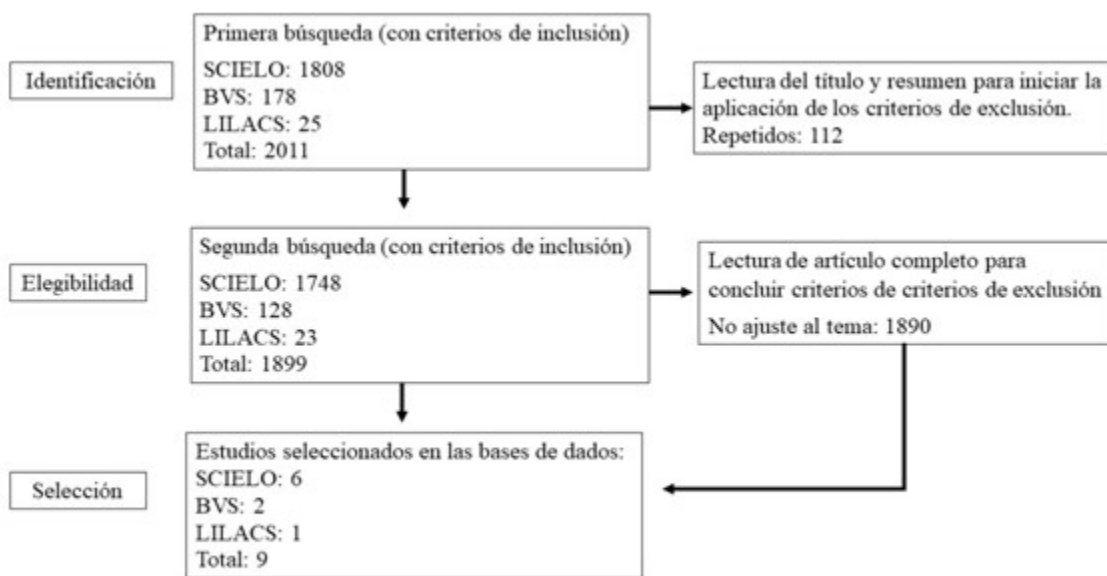 Identificación
Primera búsqueda (con criterios de inclusión)
SCIELO: 1808
BVS: 178
LILACS: 25
Total: 2011
Lectura del título y resumen para iniciar la
aplicación de los criterios de exclusión.
Repetidos: 112
Elegibilidad
Segunda búsqueda (con criterios de inclusión)
SCIELO: 1748
BVS: 128
LILACS: 23
Total: 1899
Lectura de artículo completo para
concluir criterios de criterios de exclusión
No ajuste al tema: 1890
Selección
Estudios seleccionados en las bases de dados:
SCIELO: 6
BVS: 2
LILACS: 1
Total: 9